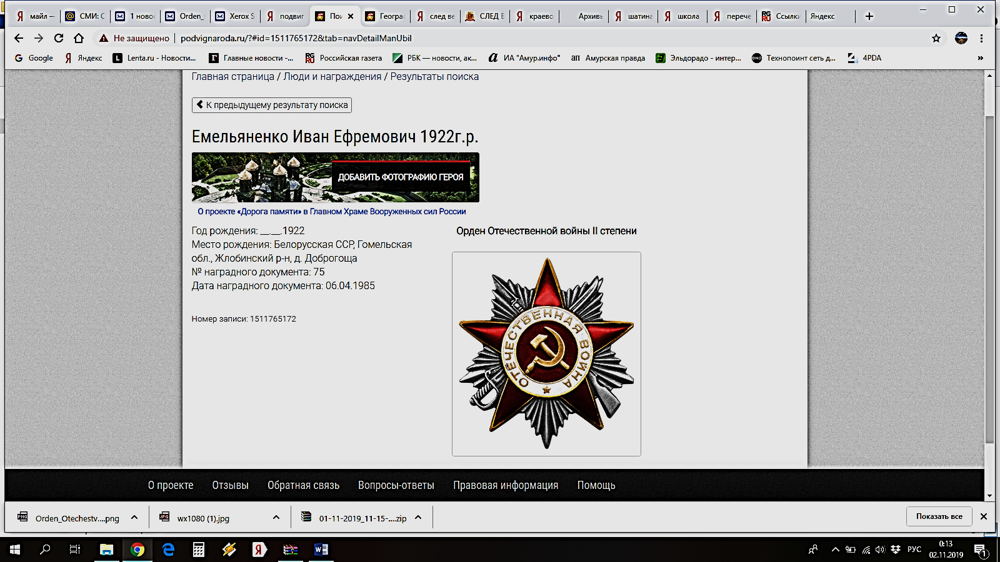 майл —
СМИ: С
1 ново
Orden_
Xerox S
подвиг
Пои
Геогра
след ве
СЛЕД В
краево
Архивь
шатина
школа
перече
Ссылки
Яндекс
Не защищено
podvignaroda.ru/?#id=1511765172&tab=navDetailManUbil
Google
Яндекс
Lenta.ru - Новости...
Главные новости -...
Российская газета
РБК — новости, ак...
ИА "Амур.инфо"
Амурская правда
Эльдорадо - интер...
Технопоинт сеть д...
4PDA
»
Главная страница / Люди и награждения / Результаты поиска
К предыдущему результату поиска
Емельяненко Иван Ефремович 1922г.р.
ДОБАВИТЬ ФОТОГРАФИЮ ГЕРОЯ
О проекте «Дорога памяти» в Главном Храме Вооруженных сил России
Год рождения: __.__.1922
Место рождения: Белорусская ССР, Гомельская
обл., Жлобинский р-н, д. Доброгоща
№ наградного документа: 75
Дата наградного документа: 06.04.1985
Номер записи: 1511765172
Орден Отечественной войны II степени
ОТЕЧЕСТВЕННАЯ ВОЙНА
О проекте
Отзывы
Обратная связь
Вопросы-ответы
Правовая информация
Помощь
Orden_Otechestv....png
wx1080 (1).jpg
01-11-2019_11-15-....zip
Показать все
РУС
0:13
02.11.2019
1